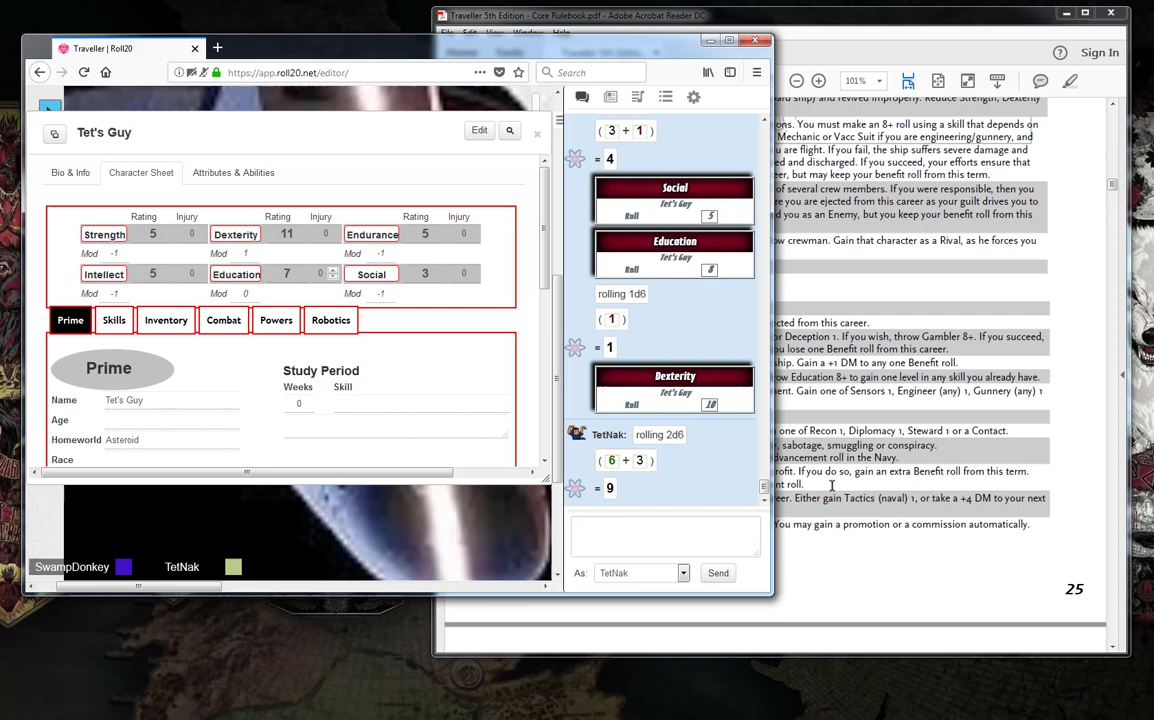 Traveller 5th Edition - Core Rulebook.pdf - Adobe Acrobat Reader DC
File Edit View Window Help
Sign In
101%
Traveller | Roll20
https://app.roll20.net/editor/
Search
Tet's Guy
Edit
Bio & Info
Character Sheet
Attributes & Abilities
Rating Injury Rating Injury Rating Injury
Strength 5 0 Dexterity 11 0 Endurance 5 0
Mod -1 Mod 1 Mod -1
Intellect 5 0 Education 7 0 Social 3 0
Mod -1 Mod 0 Mod -1
Prime Skills Inventory Combat Powers Robotics
Prime
Study Period
Weeks Skill
0
Name Tet's Guy
Age
Homeworld Asteroid
Race
SwampDonkey
TetNak
( 3 + 1 )
= 4
Social
Tet's Guy
Roll 5
Education
Tet's Guy
Roll 8
rolling 1d6
( 1 )
= 1
Dexterity
Tet's Guy
Roll 10
TetNak: rolling 2d6
( 6 + 3 )
= 9
As: TetNak Send
ard ship) and revived improperly. Reduce Strength, Dexterity
ons. You must make an 8+ roll using a skill that depends on
Mechanic or Vacc Suit if you are engineering/gunnery, and
u are flight. If you fail, the ship suffers severe damage and
ed and discharged. If you succeed, your efforts ensure that
eer, but may keep your benefit roll from this term.
of several crew members. If you were responsible, then you
re you are ejected from this career as your guilt drives you to
d you as an Enemy, but you keep your benefit roll from this
ow crewman. Gain that character as a Rival, as he forces you
cted from this career.
or Deception 1. If you wish, throw Gambler 8+. If you succeed,
u lose one Benefit roll from this career.
ship. Gain a +1 DM to any one Benefit roll.
ow Education 8+ to gain one level in any skill you already have.
ent. Gain one of Sensors 1, Engineer (any) 1, Gunnery (any) 1
one of Recon 1, Diplomacy 1, Steward 1 or a Contact.
, sabotage, smuggling or conspiracy.
dvancement roll in the Navy.
rofit. If you do so, gain an extra Benefit roll from this term.
nt roll.
eer. Either gain Tactics (naval) 1, or take a +4 DM to your next
You may gain a promotion or a commission automatically.
25